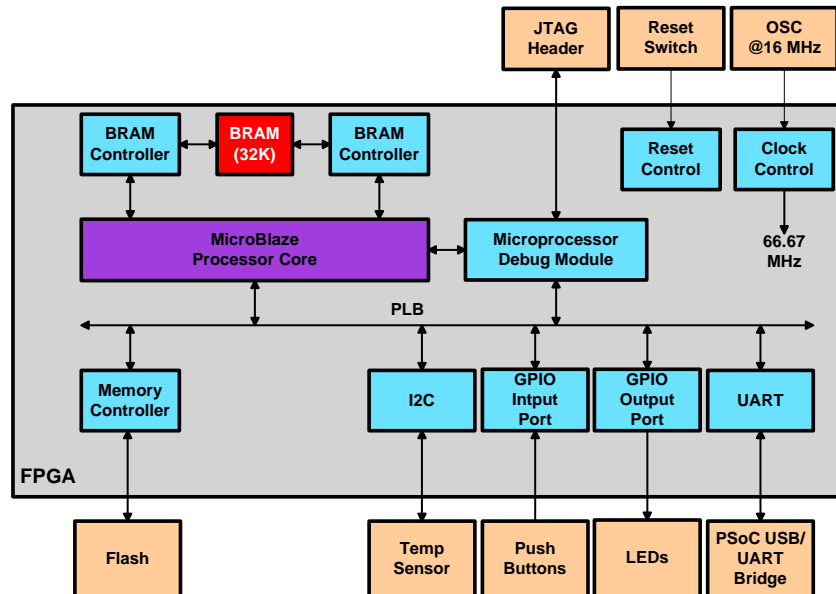 JTAG
Header
Reset
Switch
OSC
@16 MHz
BRAM
Controller
BRAM
(32K)
BRAM
Controller
Reset
Control
Clock
Control
MicroBlaze
Processor Core
Microprocessor
Debug Module
66.67
MHz
PLB
Memory
Controller
I2C
GPIO
Intput
Port
GPIO
Output
Port
UART
FPGA
Flash
Temp
Sensor
Push
Buttons
LEDs
PSoC USB/
UART
Bridge